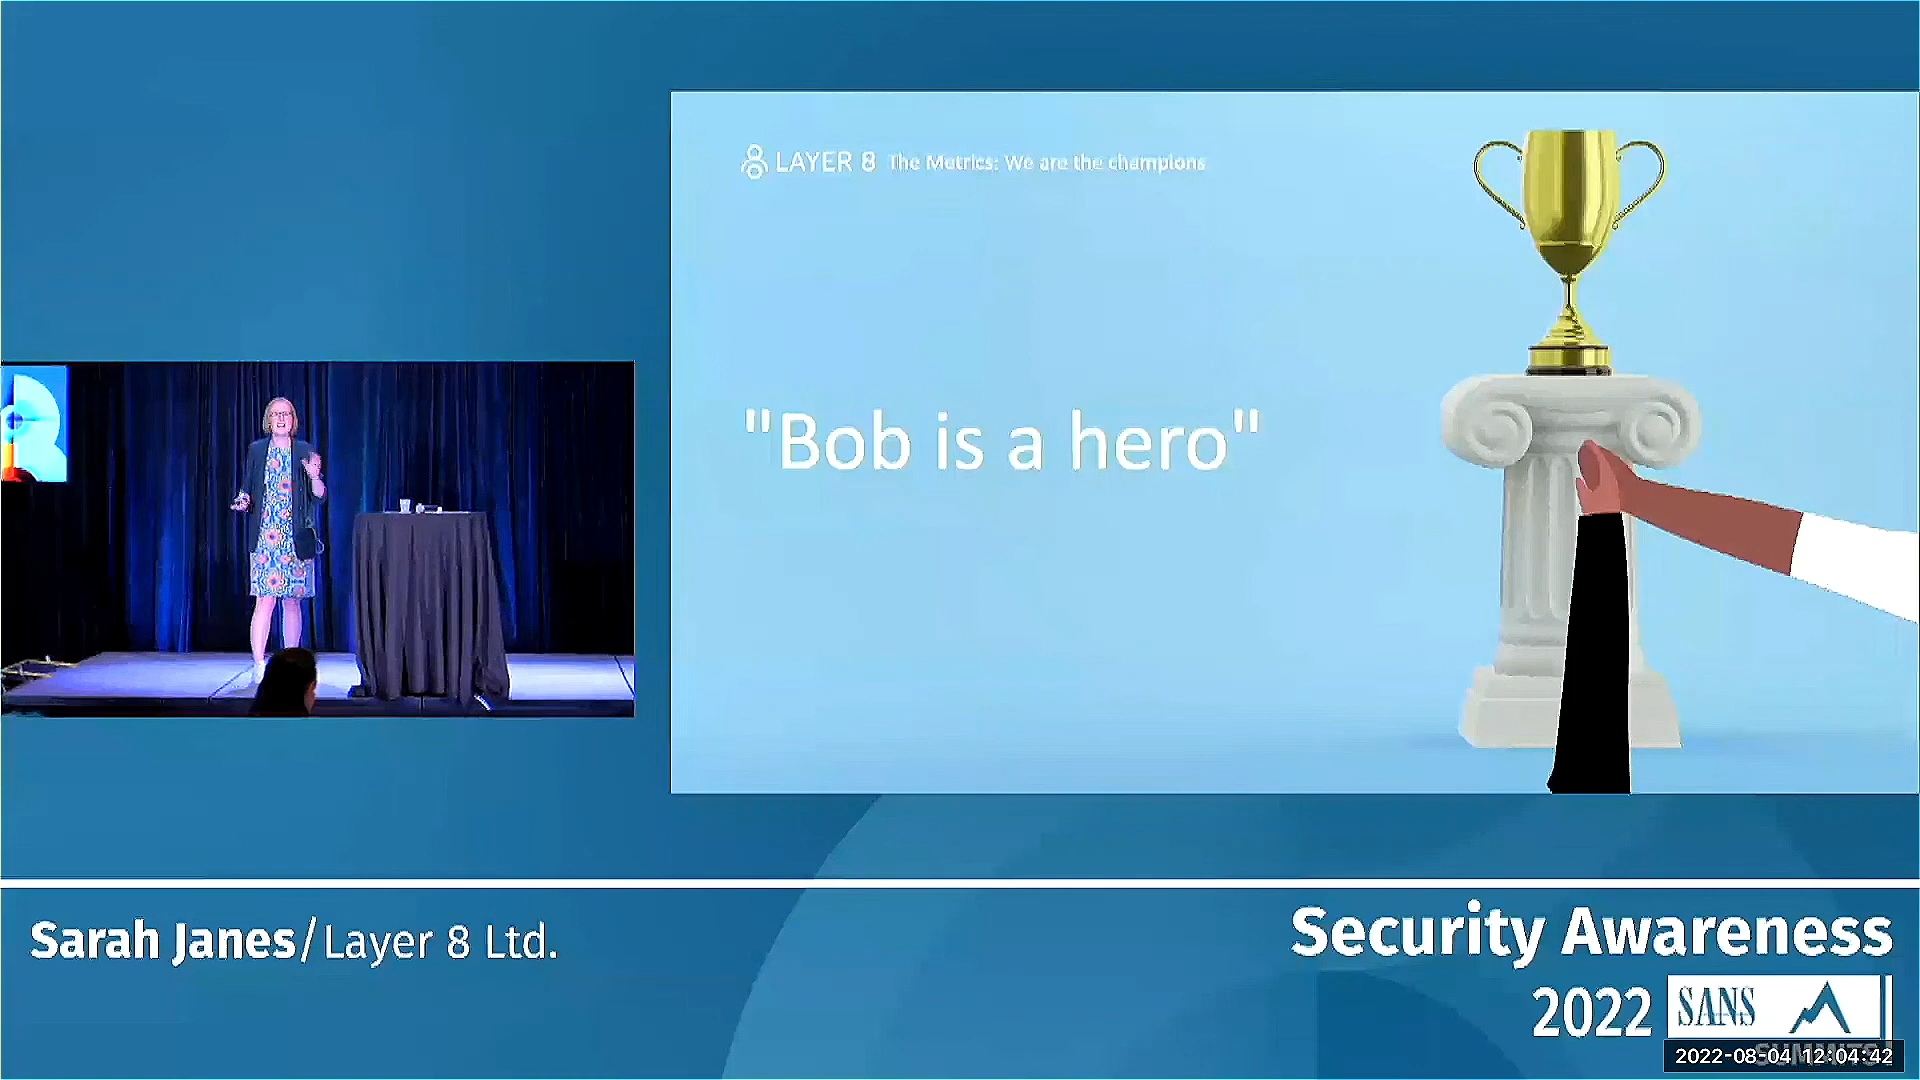 LAYER 8 The Metrics: We are the champions
"Bob is a hero"
Sarah Janes/Layer 8 Ltd.
Security Awareness
2022 SANS
SUMMITS
2022-08-04 12:04:42